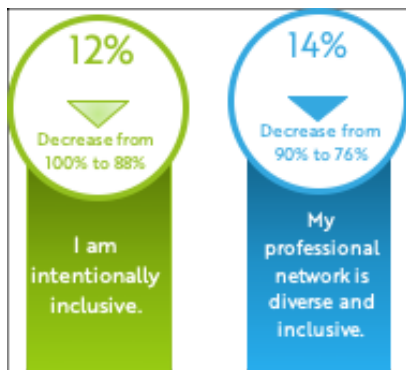 12%
Decrease from
100% to 88%
I am
intentionally
inclusive.
14%
Decrease from
90% to 76%
My
professional
network is
diverse and
inclusive.